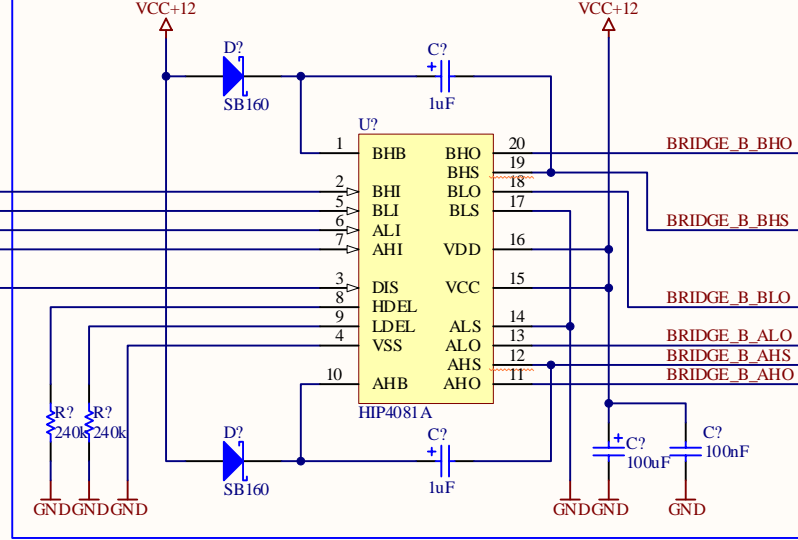 VCC+12
VCC+12
D?
SB160
C?
+
1uF
U?
1 BHB BHO 20 BRIDGE_B_BHO
BHS 19
2 BHI BLO 18
5 BLI BLS 17
6 ALI BRIDGE_B_BHS
7 AHI VDD 16
3 DIS VCC 15
8 HDEL BRIDGE_B_BLO
9 LDEL ALS 14
4 VSS ALO 13 BRIDGE_B_ALO
AHS 12 BRIDGE_B_AHS
10 AHB AHO 11 BRIDGE_B_AHO
HIP4081A
R?
240k
R?
240k
D?
SB160
C?
+
1uF
+
C?
100uF
C?
100nF
GND
GND
GND
GND
GND
GND